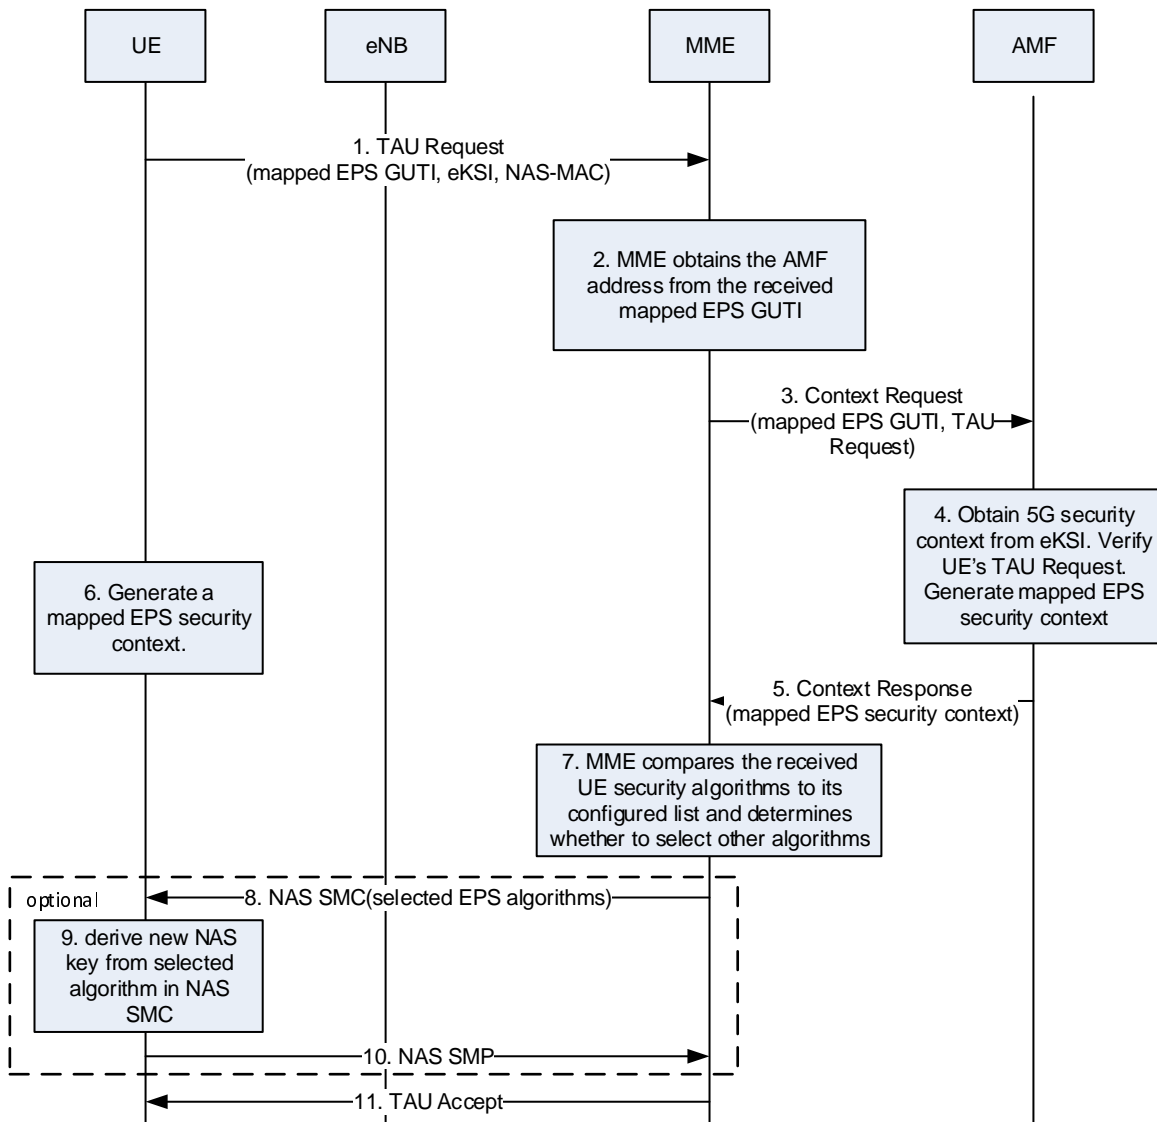 UE
eNB
MME
AMF
1. TAU Request
(mapped EPS GUTI, eKSI, NAS-MAC)
2. MME obtains the AMF
address from the received
mapped EPS GUTI
3. Context Request
(mapped EPS GUTI, TAU
Request)
4. Obtain 5G security
context from eKSI. Verify
UE's TAU Request.
Generate mapped EPS
security context
6. Generate a
mapped EPS security
context.
5. Context Response
(mapped EPS security context)
7. MME compares the received
UE security algorithms to its
configured list and determines
whether to select other algorithms
optional
8. NAS SMC(selected EPS algorithms)
9. derive new NAS
key from selected
algorithm in NAS
SMC
10. NAS SMP
11. TAU Accept